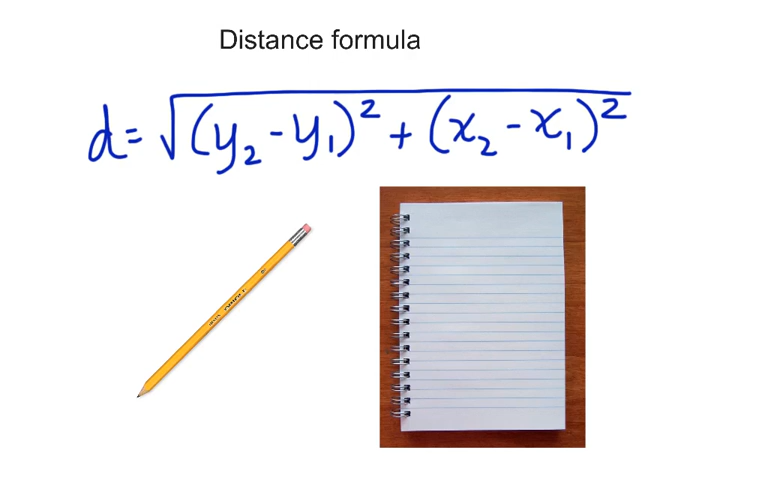 Distance formula
d = √(y₂ - y₁)² + (x₂ - x₁)²